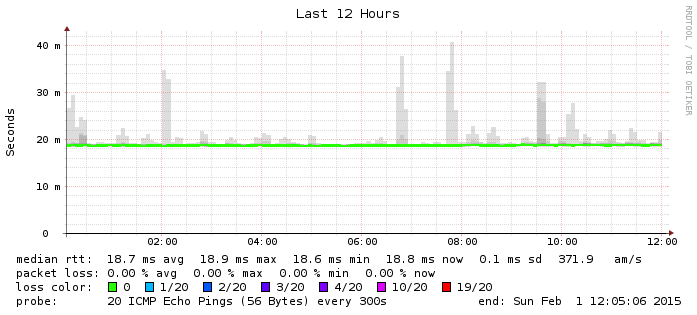 Last 12 Hours
RRDTOOL / TOBI OETIKER
Seconds
40 m
30 m
20 m
10 m
0
02:00 04:00 06:00 08:00 10:00 12:00
median rtt: 18.7 ms avg 18.9 ms max 18.6 ms min 18.8 ms now 0.1 ms sd 371.9 am/s
packet loss: 0.00 % avg 0.00 % max 0.00 % min 0.00 % now
loss color: 0 1/20 2/20 3/20 4/20 10/20 19/20
probe: 20 ICMP Echo Pings (56 Bytes) every 300s end: Sun Feb 1 12:05:06 2015